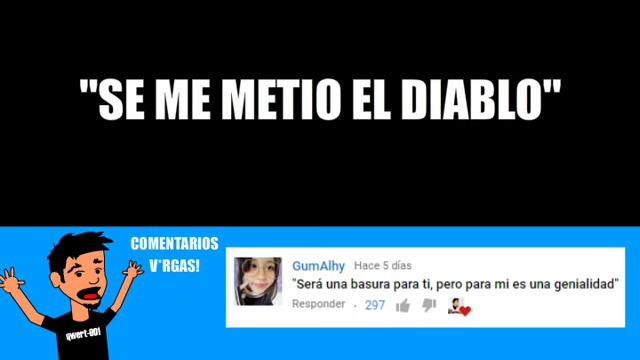 "SE ME METIO EL DIABLO"
COMENTARIOS
V*RGAS!
qwert-001
GumAlhy Hace 5 días
"Será una basura para ti, pero para mi es una genialidad"
Responder · 297